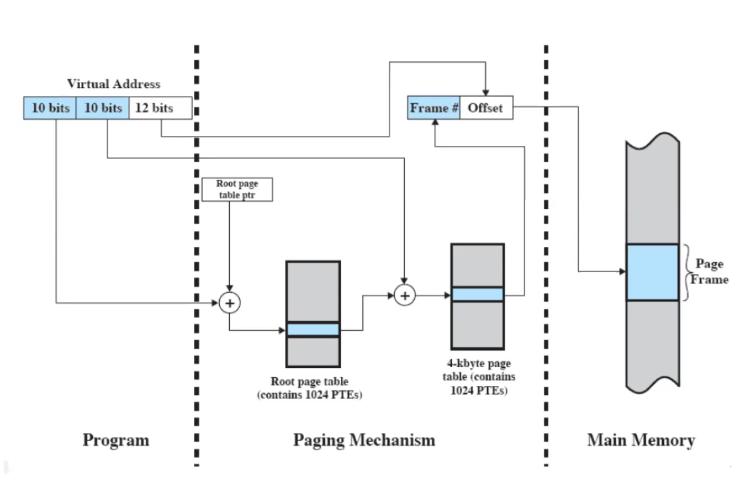 Virtual Address
10 bits 10 bits 12 bits
Frame # Offset
Root page
table ptr
+
+
Page
Frame
Root page table
(contains 1024 PTEs)
4-kbyte page
table (contains
1024 PTEs)
Program
Paging Mechanism
Main Memory